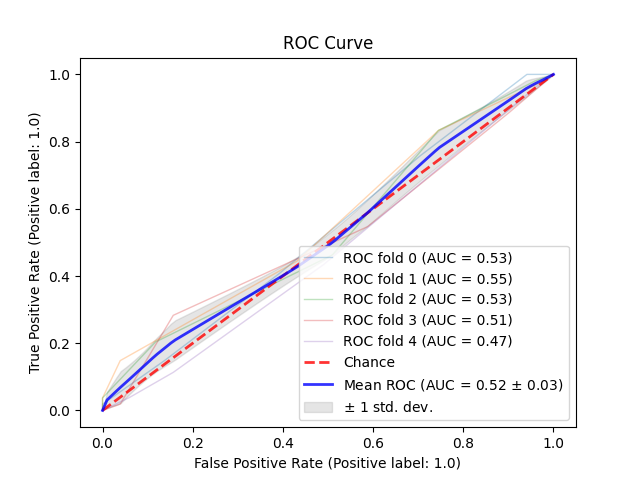 ROC Curve
True Positive Rate (Positive label: 1.0)
1.0
0.8
0.6
0.4
0.2
0.0
ROC fold 0 (AUC = 0.53)
ROC fold 1 (AUC = 0.55)
ROC fold 2 (AUC = 0.53)
ROC fold 3 (AUC = 0.51)
ROC fold 4 (AUC = 0.47)
Chance
Mean ROC (AUC = 0.52 ± 0.03)
± 1 std. dev.
0.0 0.2 0.4 0.6 0.8 1.0
False Positive Rate (Positive label: 1.0)